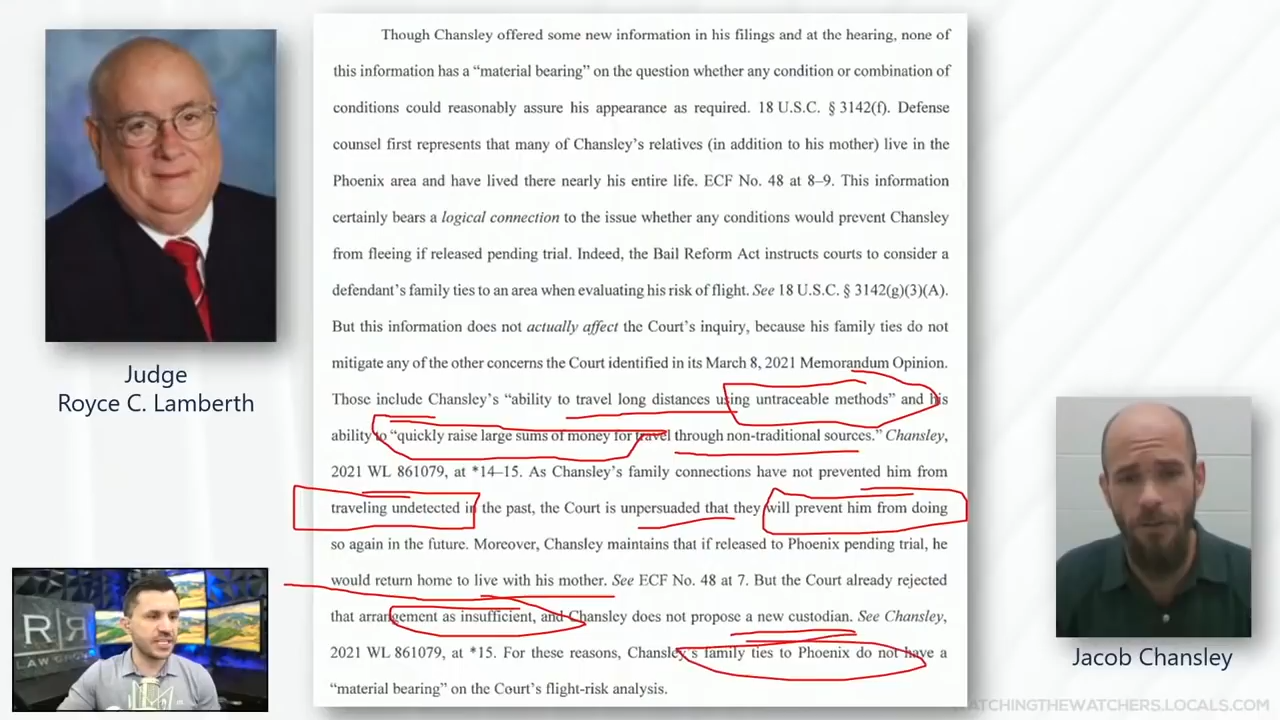 Though Chansley offered some new information in his filings and at the hearing, none
of this information has a “material bearing” on the question whether any condition or combination of
conditions could reasonably assure his appearance as required. 18 U.S.C. § 3142(f). Defense
counsel first represents that many of Chansley’s relatives (in addition to his mother) live in the
Phoenix area and have lived there nearly his entire life. ECF No. 48 at 8–9. This information
certainly bears a logical connection to the issue whether any conditions would prevent Chansley
from fleeing if released pending trial. Indeed, the Bail Reform Act instructs courts to consider a
defendant’s family ties to an area when evaluating his risk of flight. See 18 U.S.C. § 3142(g)(3)(A).
But this information does not actually affect the Court’s inquiry, because his family ties do not
mitigate any of the other concerns the Court identified in its March 8, 2021 Memorandum Opinion.
Those include Chansley’s “ability to travel long distances using untraceable methods” and his
ability to “quickly raise large sums of money for travel through non-traditional sources.” Chansley,
2021 WL 861079, at *14–15. As Chansley’s family connections have not prevented him from
traveling undetected in the past, the Court is unpersuaded that they will prevent him from doing
so again in the future. Moreover, Chansley maintains that if released to Phoenix pending trial, he
would return home to live with his mother. See ECF No. 48 at 7. But the Court already rejected
that arrangement as insufficient, and Chansley does not propose a new custodian. See Chansley,
2021 WL 861079, at *15. For these reasons, Chansley’s family ties to Phoenix do not have a
“material bearing” on the Court’s flight-risk analysis.
Judge
Royce C. Lamberth
Jacob Chansley
R R
LAW GRO
ATCHINGTHEWATCHERS.LOCALS.COM